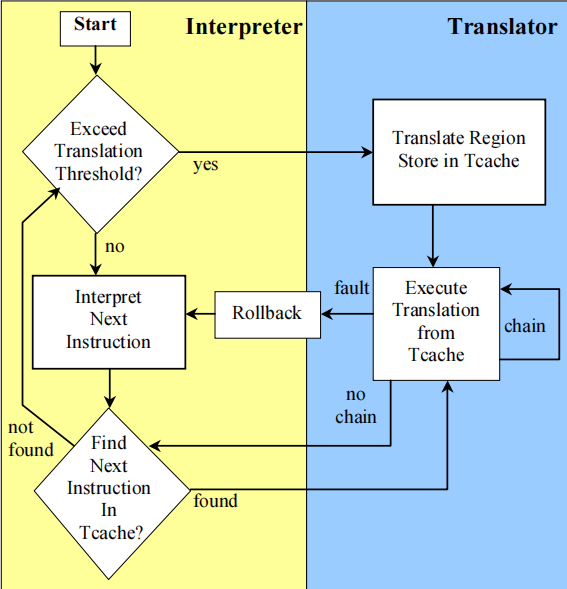 Interpreter
Translator
Start
Exceed
Translation
Threshold?
yes
Translate Region
Store in Tcache
no
Interpret
Next
Instruction
Rollback
fault
Execute
Translation
from
Tcache
chain
no
chain
not
found
Find
Next
Instruction
In
Tcache?
found